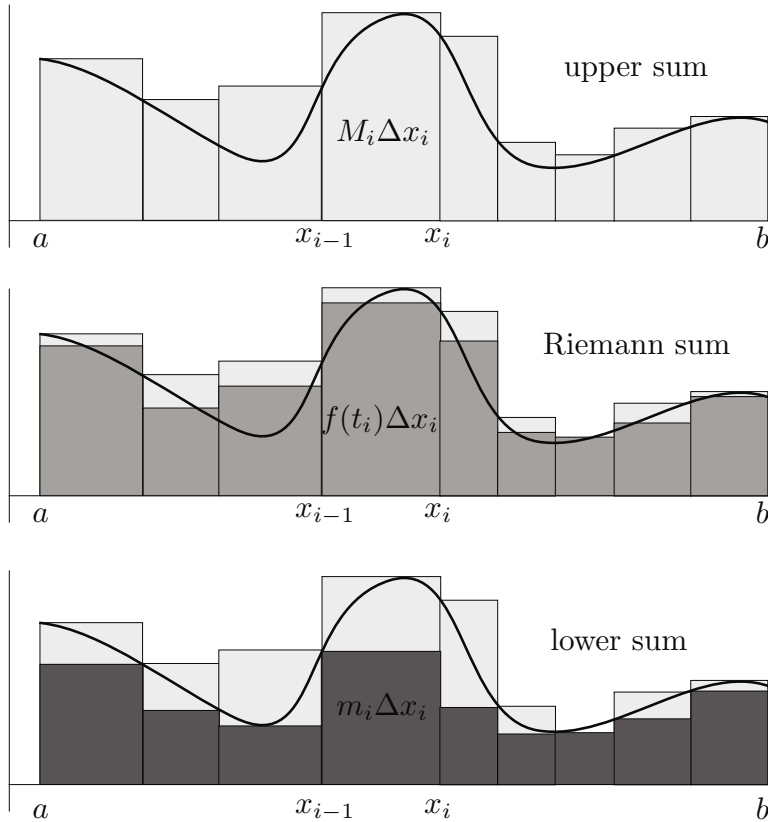 upper sum
M_iΔx_i
a x_{i−1} x_i b
Riemann sum
f(t_i)Δx_i
a x_{i−1} x_i b
lower sum
m_iΔx_i
a x_{i−1} x_i b